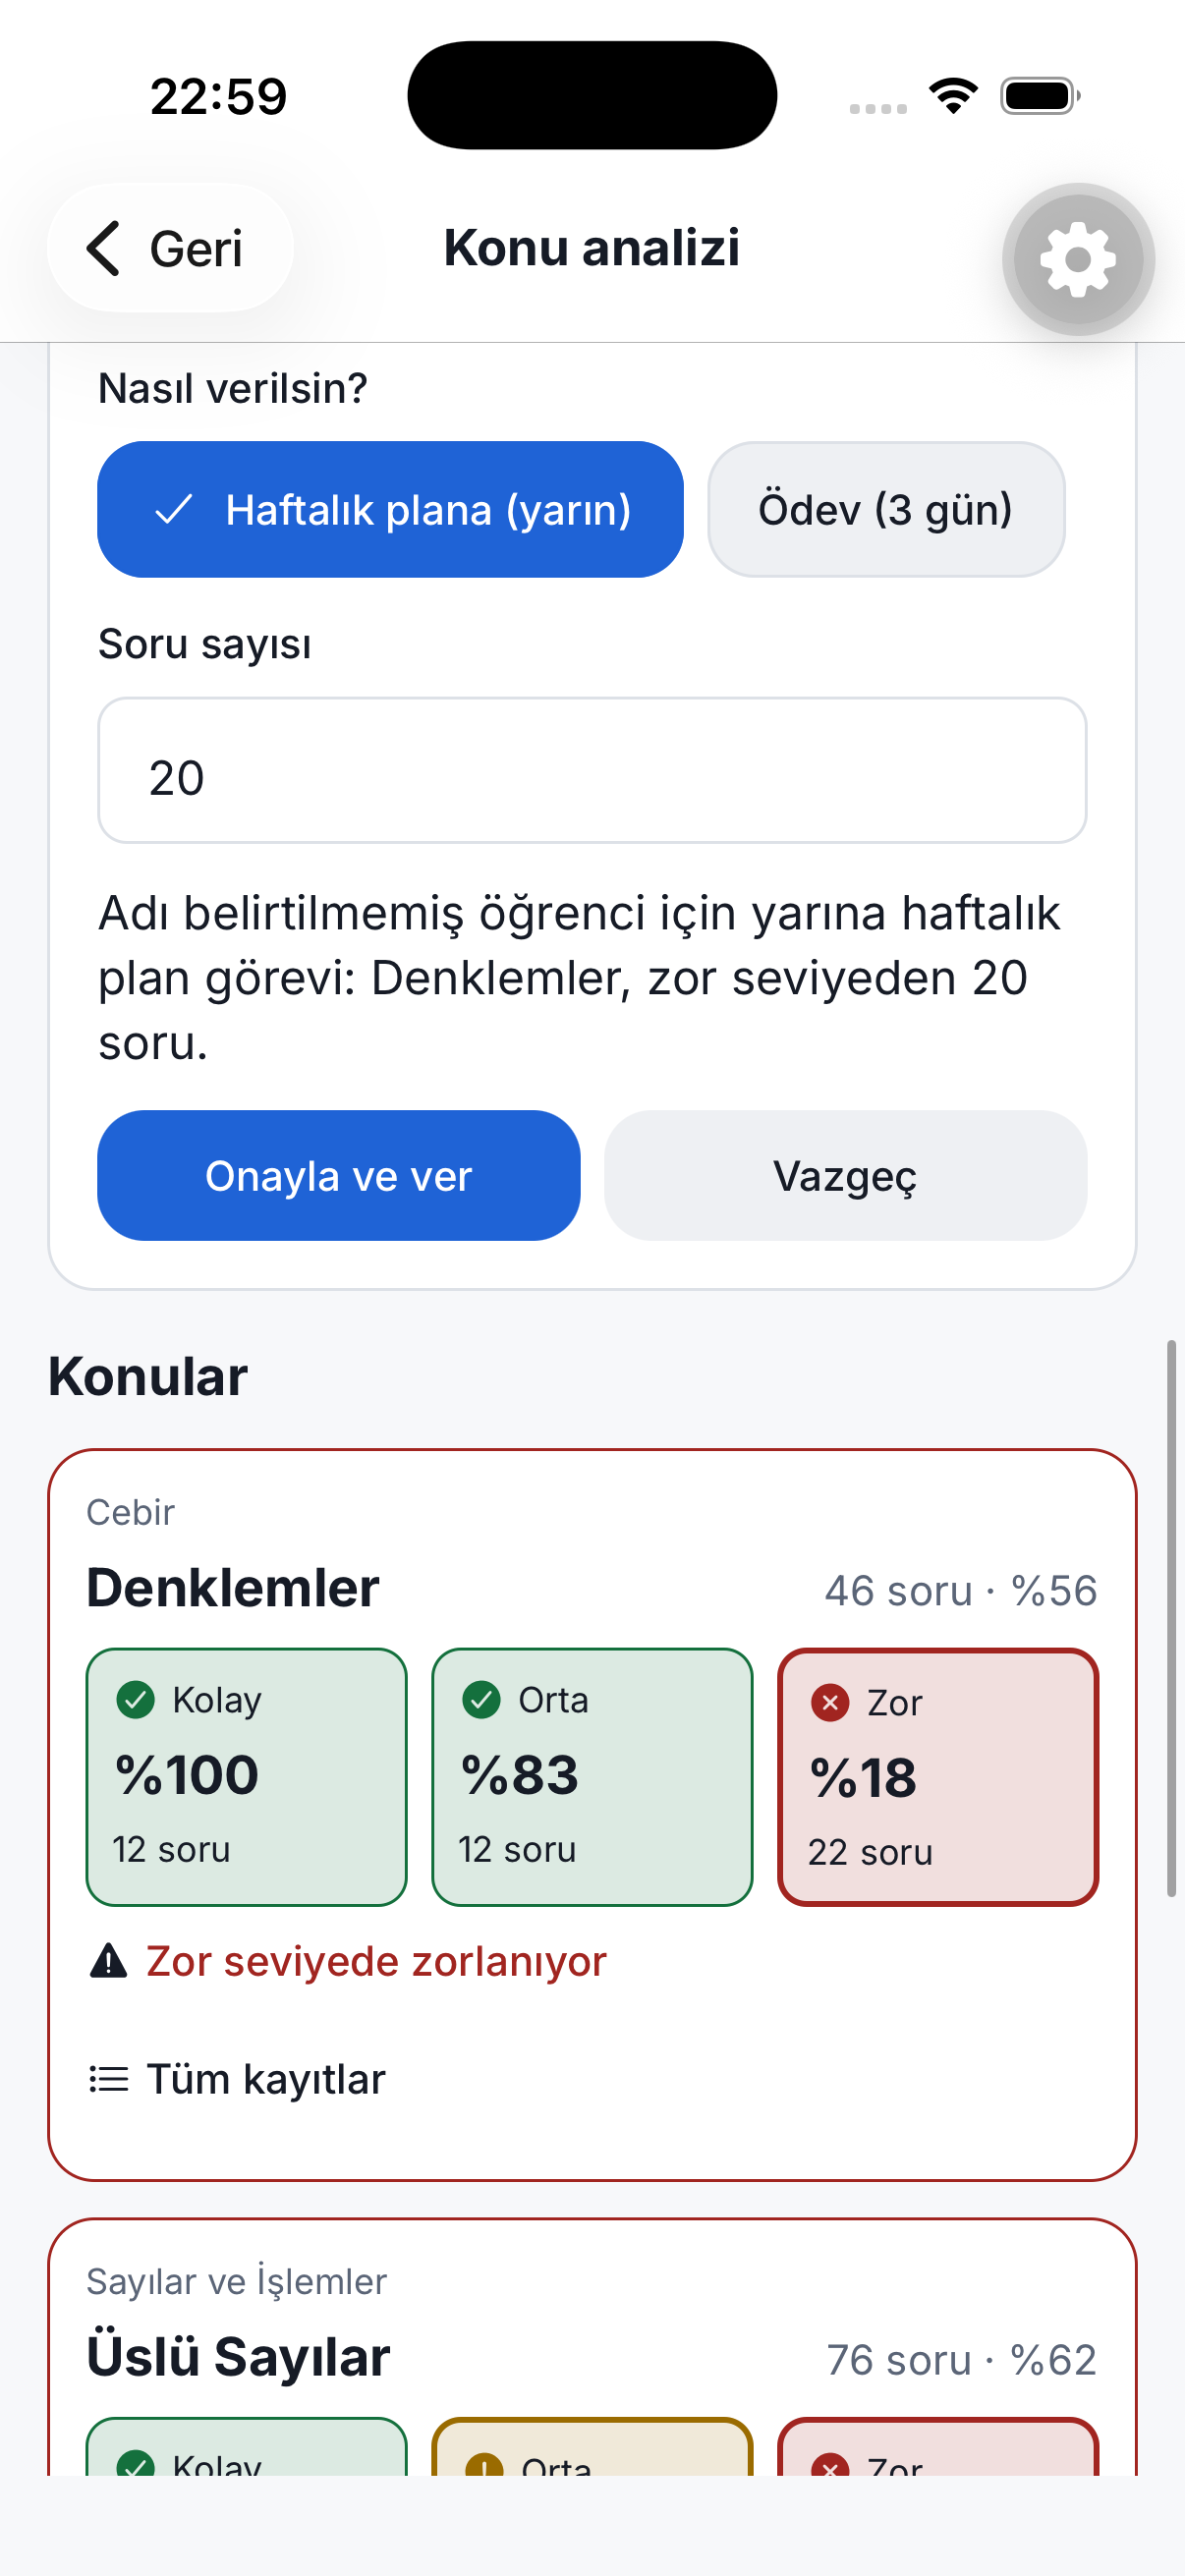 22:59
Geri
Konu analizi
Nasıl verilsin?
Haftalık plana (yarın)
Ödev (3 gün)
Soru sayısı
20
Adı belirtilmemiş öğrenci için yarına haftalık
plan görevi: Denklemler, zor seviyeden 20
soru.
Onayla ve ver
Vazgeç
Konular
Cebir
Denklemler
46 soru · %56
Kolay
%100
12 soru
Orta
%83
12 soru
Zor
%18
22 soru
Zor seviyede zorlanıyor
Tüm kayıtlar
Sayılar ve İşlemler
Üslü Sayılar
76 soru · %62
Kolay
Orta
Zor